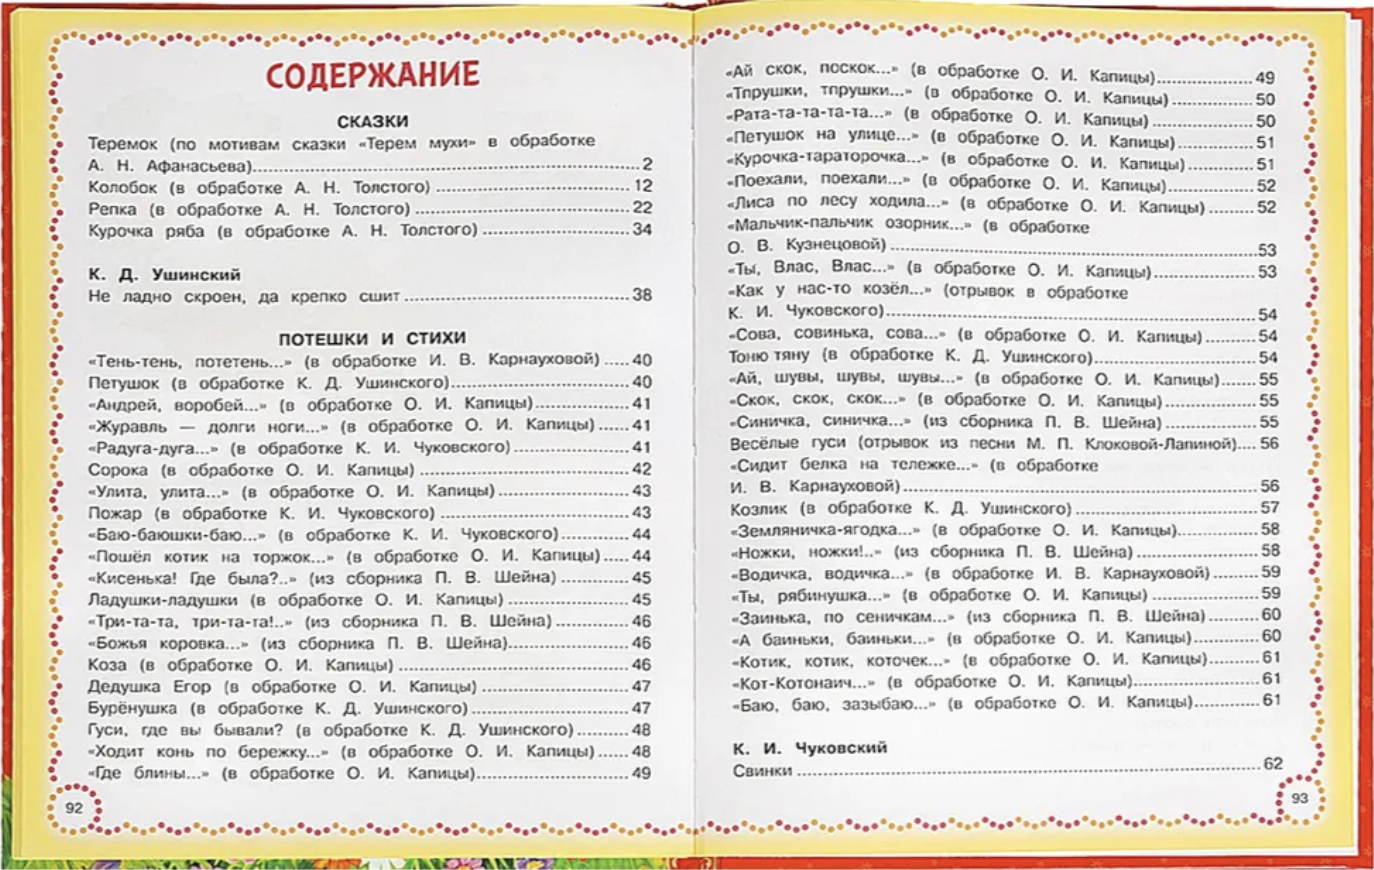 СОДЕРЖАНИЕ
СКАЗКИ
Теремок (по мотивам сказки «Терем мухи» в обработке
А. Н. Афанасьева)..........2
Колобок (в обработке А. Н. Толстого)..........12
Репка (в обработке А. Н. Толстого)..........22
Курочка ряба (в обработке А. Н. Толстого)..........34
К. Д. Ушинский
Не ладно скроен, да крепко сшит..........38
ПОТЕШКИ И СТИХИ
«Тень-тень, потетень...» (в обработке И. В. Карнауховой)....40
Петушок (в обработке К. Д. Ушинского)..........40
«Андрей, воробей...» (в обработке О. И. Капицы)..........41
«Журавль — долги ноги...» (в обработке О. И. Капицы)..........41
«Радуга-дуга...» (в обработке К. И. Чуковского)..........41
Сорока (в обработке О. И. Капицы)..........42
«Улита, улита...» (в обработке О. И. Капицы)..........43
Пожар (в обработке К. И. Чуковского)..........43
«Баю-баюшки-баю...» (в обработке К. И. Чуковского)..........44
«Пошёл котик на торжок...» (в обработке О. И. Капицы)....44
«Кисенька! Где была?..» (из сборника П. В. Шейна)..........45
Ладушки-ладушки (в обработке О. И. Капицы)..........45
«Три-та-та, три-та-та!..» (из сборника П. В. Шейна)..........46
«Божья коровка...» (из сборника П. В. Шейна)..........46
Коза (в обработке О. И. Капицы)..........46
Дедушка Егор (в обработке О. И. Капицы)..........47
Бурёнушка (в обработке К. Д. Ушинского)..........47
Гуси, где вы бывали? (в обработке К. Д. Ушинского)..........48
«Ходит конь по бережку...» (в обработке О. И. Капицы).....48
«Где блины...» (в обработке О. И. Капицы)..........49
92
«Ай скок, поскок...» (в обработке О. И. Капицы)..........49
«Тпрушки, тпрушки...» (в обработке О. И. Капицы)..........50
«Рата-та-та-та-та...» (в обработке О. И. Капицы)..........50
«Петушок на улице...» (в обработке О. И. Капицы)..........51
«Курочка-тараторочка...» (в обработке О. И. Капицы)..........51
«Поехали, поехали...» (в обработке О. И. Капицы)..........52
«Лиса по лесу ходила...» (в обработке О. И. Капицы).......52
«Мальчик-пальчик озорник...» (в обработке
О. В. Кузнецовой)..........53
«Ты, Влас, Влас...» (в обработке О. И. Капицы)..........53
«Как у нас-то козёл...» (отрывок в обработке
К. И. Чуковского)..........54
«Сова, совинька, сова...» (в обработке О. И. Капицы)..........54
Тоню тяну (в обработке К. Д. Ушинского)..........54
«Ай, шувы, шувы, шувы...» (в обработке О. И. Капицы).....55
«Скок, скок, скок...» (в обработке О. И. Капицы)..........55
«Синичка, синичка...» (из сборника П. В. Шейна)..........55
Весёлые гуси (отрывок из песни М. П. Клоковой-Лапиной)...56
«Сидит белка на тележке...» (в обработке
И. В. Карнауховой)..........56
Козлик (в обработке К. Д. Ушинского)..........57
«Земляничка-ягодка...» (в обработке О. И. Капицы)..........58
«Ножки, ножки!..» (из сборника П. В. Шейна)..........58
«Водичка, водичка...» (в обработке И. В. Карнауховой).......59
«Ты, рябинушка...» (в обработке О. И. Капицы)..........59
«Заинька, по сеничкам...» (из сборника П. В. Шейна)........60
«А баиньки, баиньки...» (в обработке О. И. Капицы)..........60
«Котик, котик, коточек...» (в обработке О. И. Капицы)........61
«Кот-Котонаич...» (в обработке О. И. Капицы)..........61
«Баю, баю, зазыбаю...» (в обработке О. И. Капицы)..........61
К. И. Чуковский
Свинки..........62
93